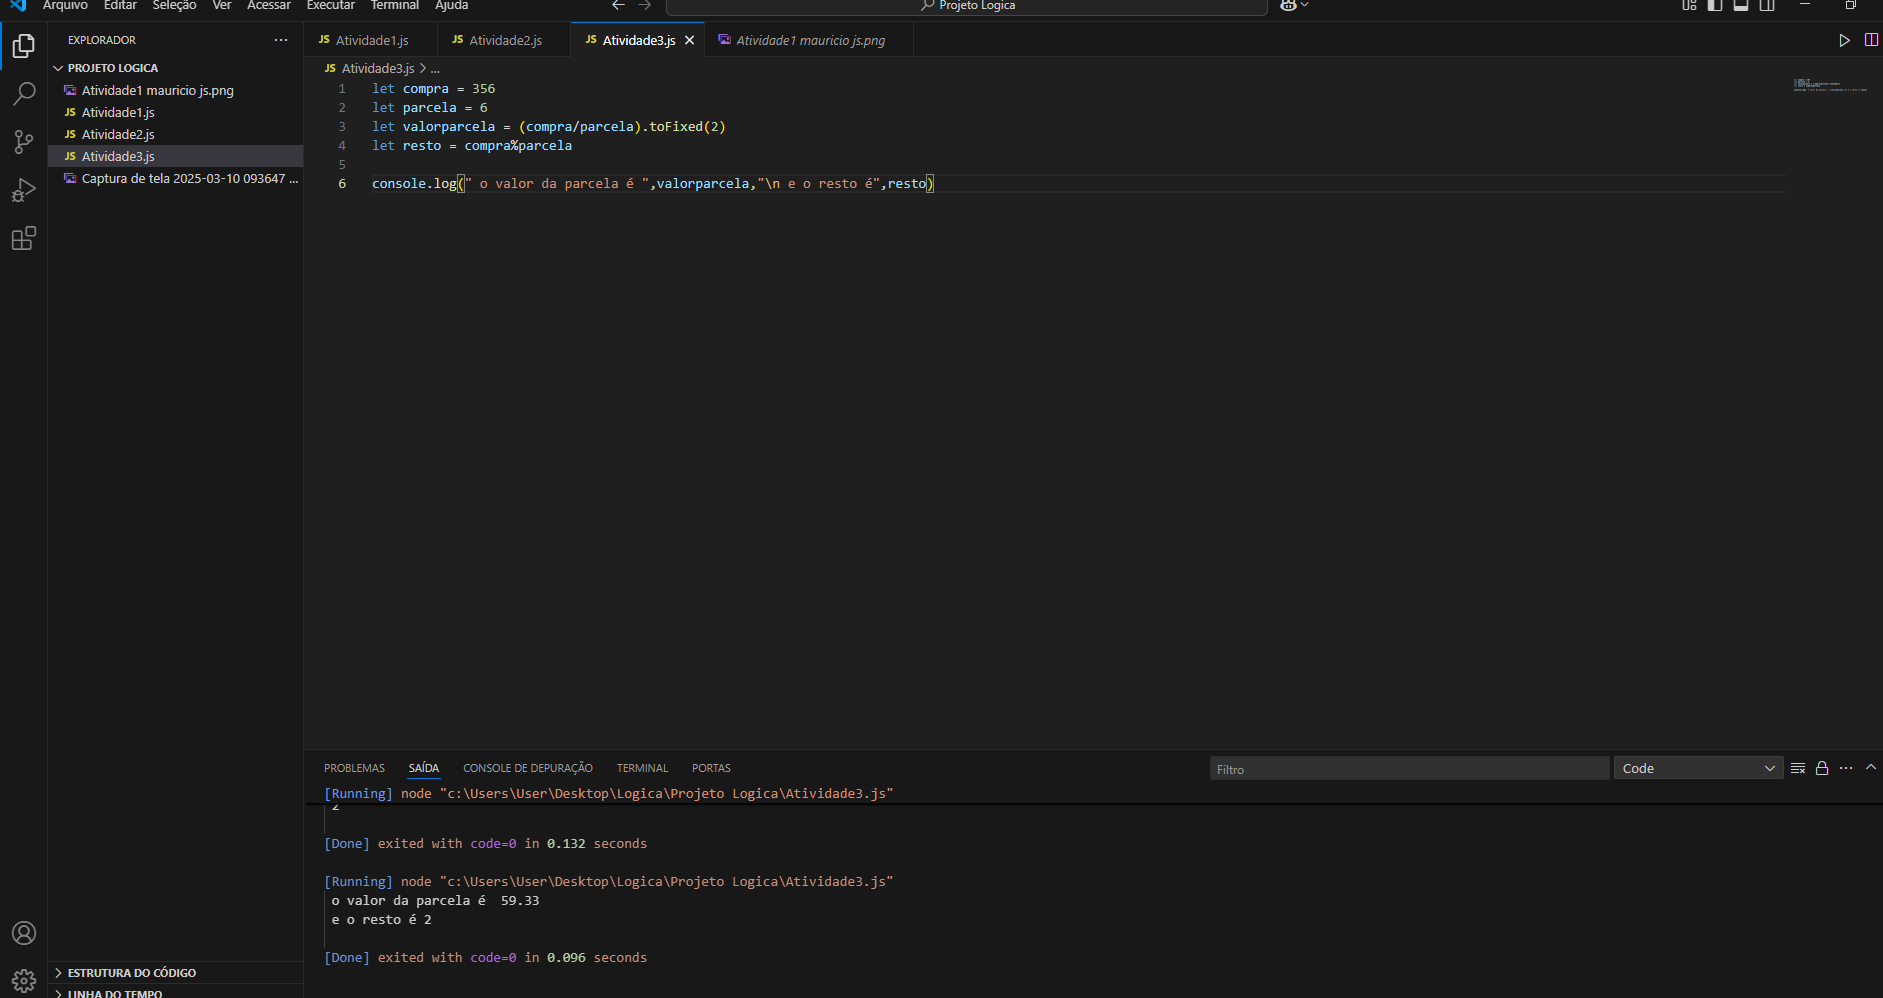 Arquivo Editar Seleção Ver Acessar Executar Terminal Ajuda Projeto Logica
EXPLORADOR ...
PROJETO LOGICA
Atividade1 mauricio js.png
JS Atividade1.js
JS Atividade2.js
JS Atividade3.js
Captura de tela 2025-03-10 093647 ...
ESTRUTURA DO CÓDIGO
LINHA DO TEMPO
JS Atividade1.js JS Atividade2.js JS Atividade3.js Atividade1 mauricio js.png
JS Atividade3.js > ...
1 let compra = 356
2 let parcela = 6
3 let valorparcela = (compra/parcela).toFixed(2)
4 let resto = compra%parcela
5
6 console.log(" o valor da parcela é ",valorparcela,"\n e o resto é",resto)
PROBLEMAS SAÍDA CONSOLE DE DEPURAÇÃO TERMINAL PORTAS Filtro Code
[Running] node "c:\Users\User\Desktop\Logica\Projeto Logica\Atividade3.js"
2
[Done] exited with code=0 in 0.132 seconds
[Running] node "c:\Users\User\Desktop\Logica\Projeto Logica\Atividade3.js"
o valor da parcela é  59.33
e o resto é 2
[Done] exited with code=0 in 0.096 seconds